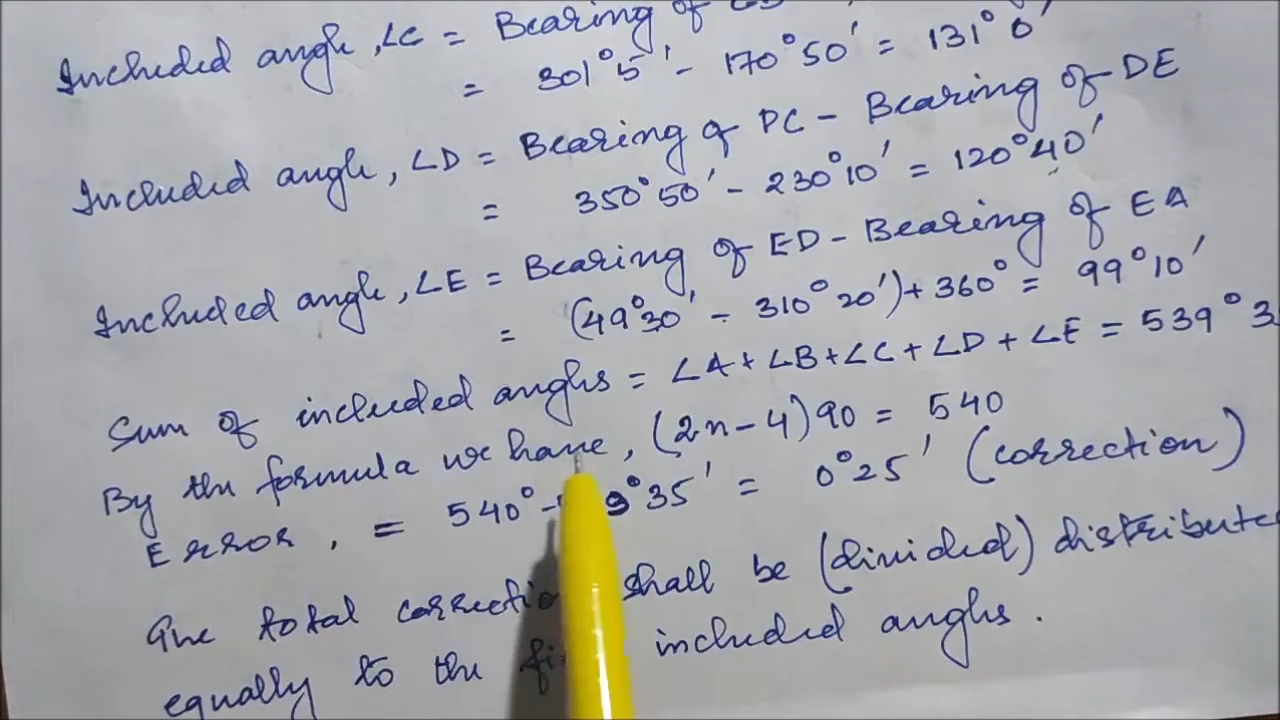 Included angle, ∠C = Bearing of
= 301°5' - 170°50' = 131°0'
Included angle, ∠D = Bearing of DC - Bearing of DE
= 350°50' - 230°10' = 120°40'
Included angle, ∠E = Bearing of ED - Bearing of EA
= (49°30' - 310°20') + 360° = 99°10'
Sum of included angles = ∠A + ∠B + ∠C + ∠D + ∠E = 539°3
By the formula we have, (2n-4)90 = 540
Error, = 540° - 9°35' = 0°25' (correction)
The total correction shall be (divided) distribute
equally to the included angles.